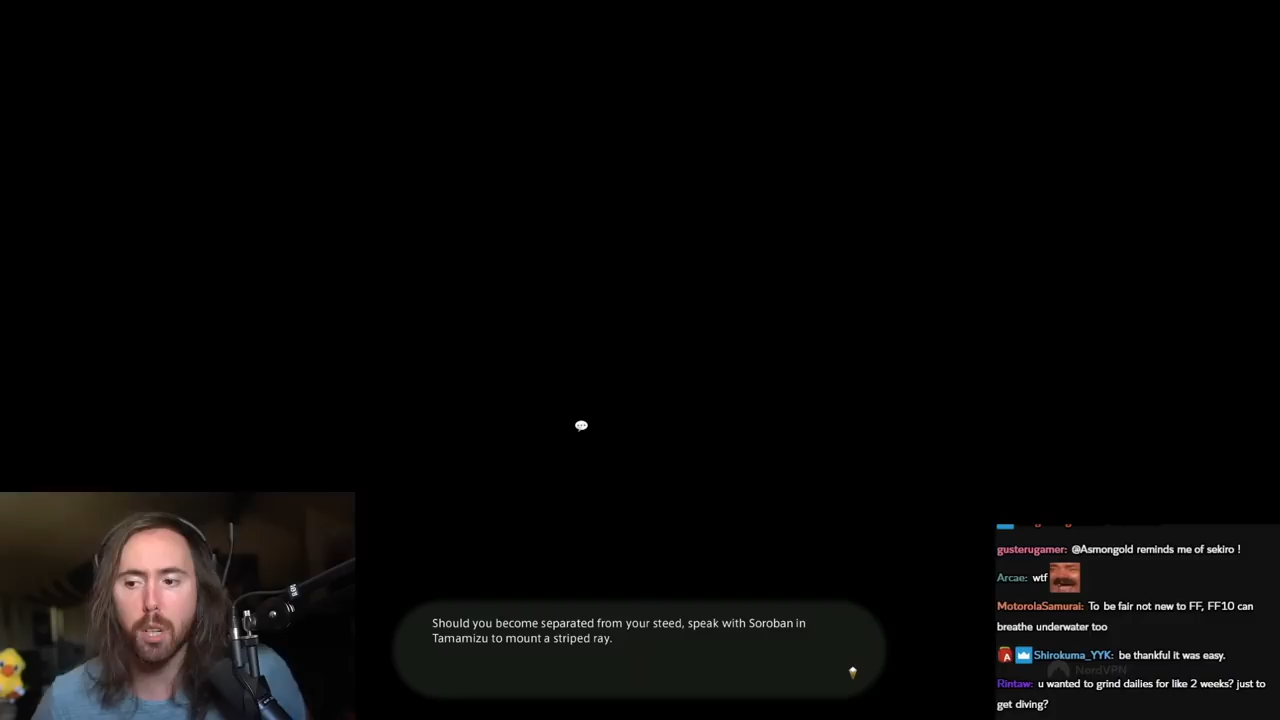 Should you become separated from your steed, speak with Soroban in
Tamamizu to mount a striped ray.
gusterugamer: @Asmongold reminds me of sekiro !
Arcae: wtf
MotorolaSamurai: To be fair not new to FF, FF10 can
breathe underwater too
Shirokuma_YYK: be thankful it was easy.
NordVPN
Rintaw: u wanted to grind dailies for like 2 weeks? just to
get diving?